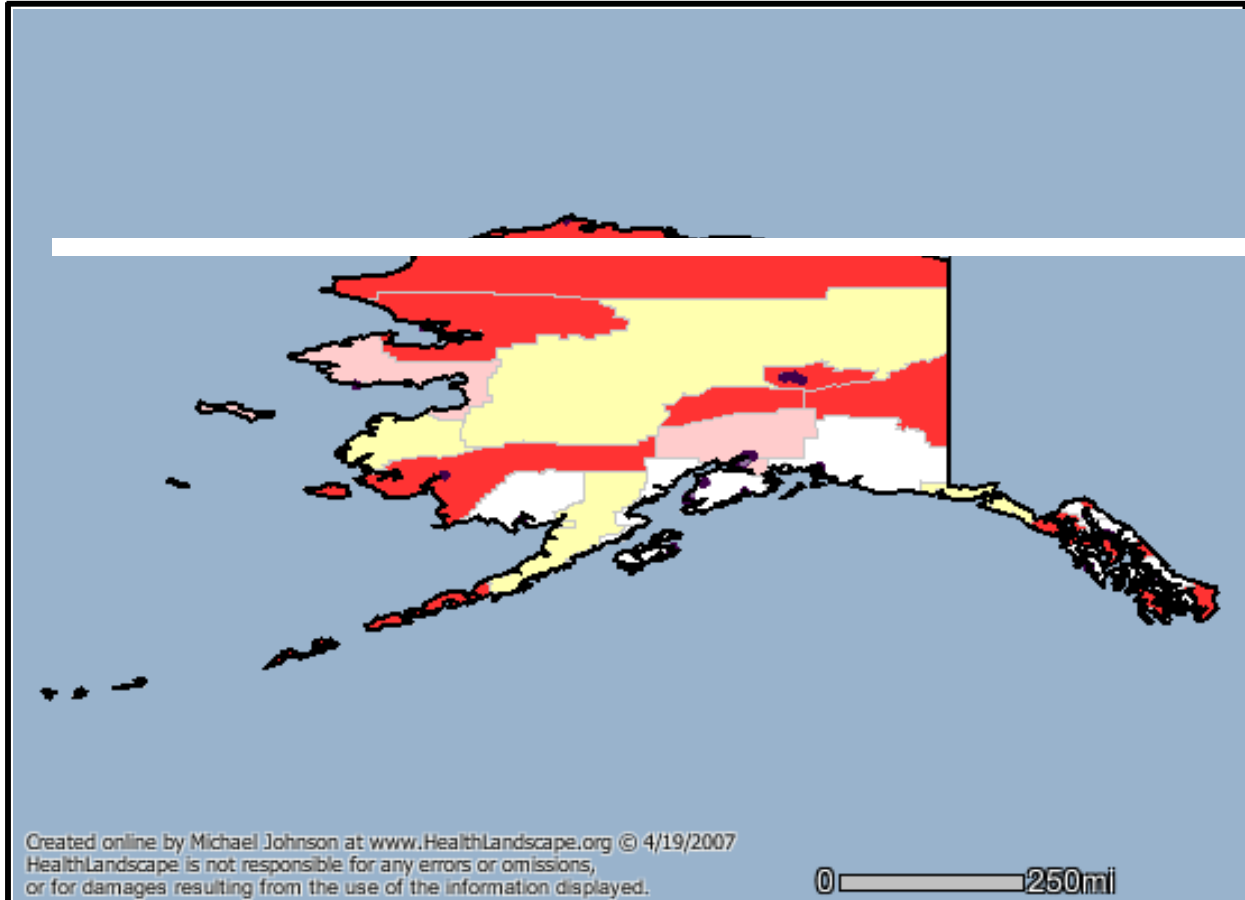 Created online by Michael Johnson at www.HealthLandscape.org © 4/19/2007
HealthLandscape is not responsible for any errors or omissions,
or for damages resulting from the use of the information displayed.
0 250mi